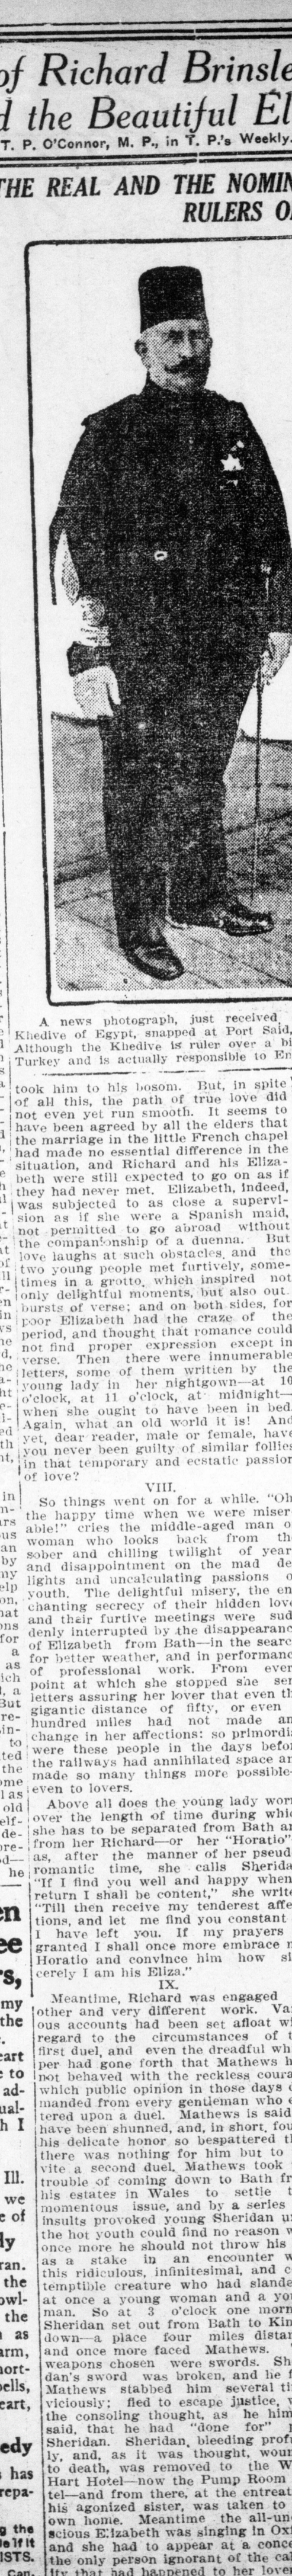 of Richard Brinsle
d the Beautiful El
T. P. O'Connor, M. P., in T. P.'s Weekly.
THE REAL AND THE NOMIN
RULERS O
A news photograph, just received
Khedive of Egypt, snapped at Port Said,
Although the Khedive is ruler over a bi
Turkey and is actually responsible to En
took him to his bosom. But, in spite
of all this, the path of true love did
not even yet run smooth. It seems to
have been agreed by all the elders that
the marriage in the little French chapel
had made no essential difference in the
situation, and Richard and his Eliza-
beth were still expected to go on as if
they had never met. Elizabeth, indeed,
was subjected to as close a supervi-
sion as if she were a Spanish maid,
not permitted to go abroad without
the companionship of a duenna. But
love laughs at such obstacles, and the
two young people met furtively, some-
times in a grotto, which inspired not
only delightful moments, but also out-
bursts of verse; and on both sides, for
poor Elizabeth had the craze of the
period, and thought that romance could
not find proper expression except in
verse. Then there were innumerable
letters, some of them written by the
young lady in her nightgown—at 10
o'clock, at 1 o'clock, at midnight—
when she ought to have been in bed.
Again, what an old world it is! And
yet, dear reader, male or female, have
you never been guilty of similar follies
in that temporary and ecstatic passion
of love?
VIII.
So things went on for a while. "Oh
the happy time when we were miser
able!" cries the middle-aged man o
woman who looks back from th
sober and chilling twilight of year
and disappointment on the mad de
lights and uncalculating passions o
youth. The delightful misery, the en
chanting secrecy of their hidden love
and their furtive meetings were sud
denly interrupted by the disappearanc
of Elizabeth from Bath—in the searc
for better weather, and in performanc
of professional work. From ever
point at which she stopped she sen
letters assuring her lover that even th
gigantic distance of fifty, or even
hundred miles had not made an
change in her affections: so primordia
were these people in the days befor
the railways had annihilated space an
made so many things more possible—
even to lovers.
Above all does the young lady worr
over the length of time during whic
she has to be separated from Bath an
from her Richard—or her "Horatio"
as, after the manner of her pseud
romantic time, she calls Sherida
"If I find you well and happy when
return I shall be content," she write
"Till then receive my tenderest affe
tions, and let me find you constant
I have left you. If my prayers
granted I shall once more embrace m
Horatio and convince him how si
cerely I am his Eliza."
IX.
Meantime, Richard was engaged
other and very different work. Va
ous accounts had been set afloat wi
regard to the circumstances of t
first duel, and even the dreadful whi
per had gone forth that Mathews h
not behaved with the reckless coura
which public opinion in those days d
manded from every gentleman who e
tered upon a duel. Mathews is said
have been shunned, and, in short, fou
his delicate honor so bespattered th
there was nothing for him but to
vite a second duel. Mathews took
trouble of coming down to Bath fr
his estates in Wales to settle t
momentous issue, and by a series
insults provoked young Sheridan u
the hot youth could find no reason w
once more he should not throw his
as a stake in an encounter w
this ridiculous, infinitesimal, and c
temptible creature who had slande
at once a young woman and a yo
man. So at 3 o'clock one morn
Sheridan set out from Bath to Kin
down—a place four miles distan
and once more faced Mathews.
weapons chosen were swords. Sh
dan's sword was broken, and he f
Mathews stabbed him several ti
viciously; fled to escape justice, w
the consoling thought, as he him
said, that he had "done for"
Sheridan. Sheridan, bleeding prof
ly, and, as it was thought, woun
to death, was removed to the W
Hart Hotel—now the Pump Room
tel—and from there, at the entreat
his agonized sister, was taken to
own home. Meantime the all-unc
scious Elizabeth was singing in Oxf
and she had to appear at a conce
the only person ignorant of the cal
ity that had happened to her lover